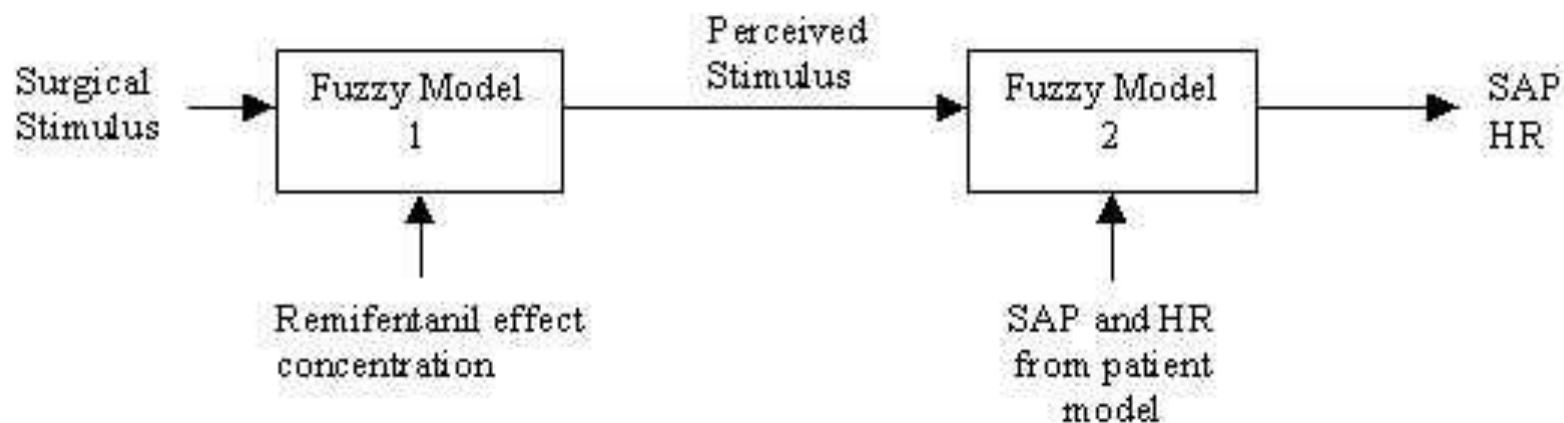 Surgical
Stimulus
Fuzzy Model
1
Perceived
Stimulus
Fuzzy Model
2
SAP
HR
Remifentanil effect
concentration
SAP and HR
from patient
model